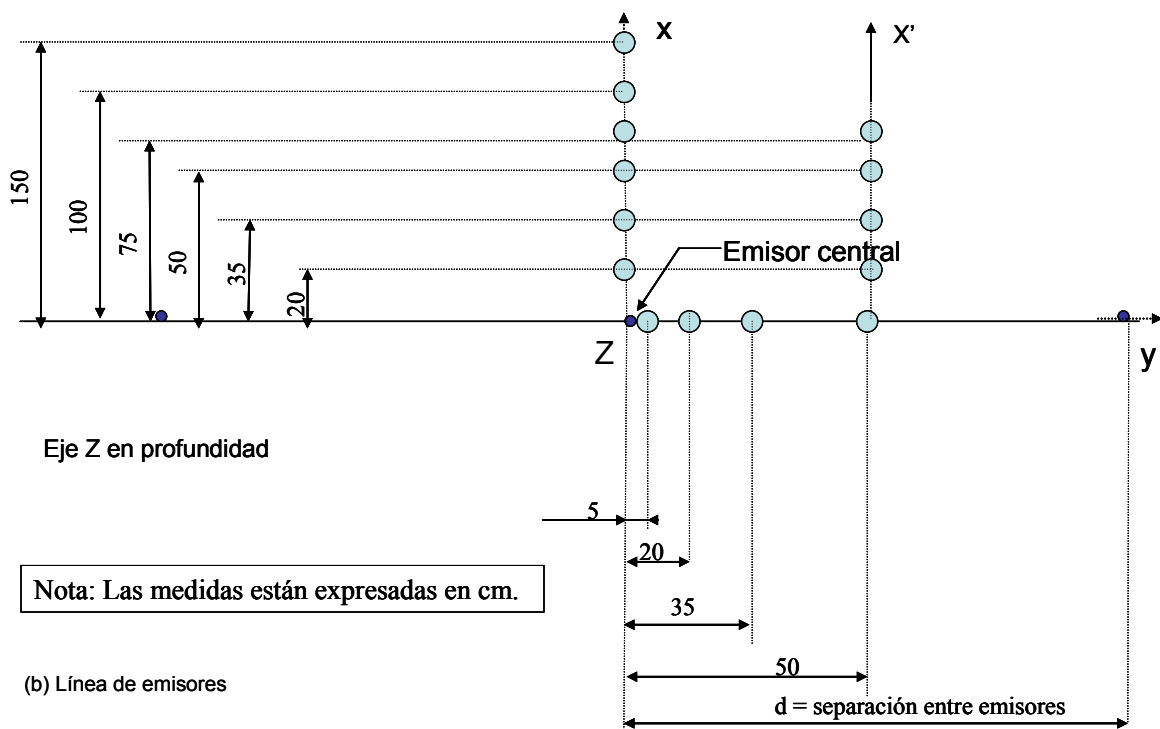 x
X’
150
100
75
50
35
20
Emisor central
Z
y
Eje Z en profundidad
5
20
Nota: Las medidas están expresadas en cm.
35
50
(b) Línea de emisores
d = separación entre emisores